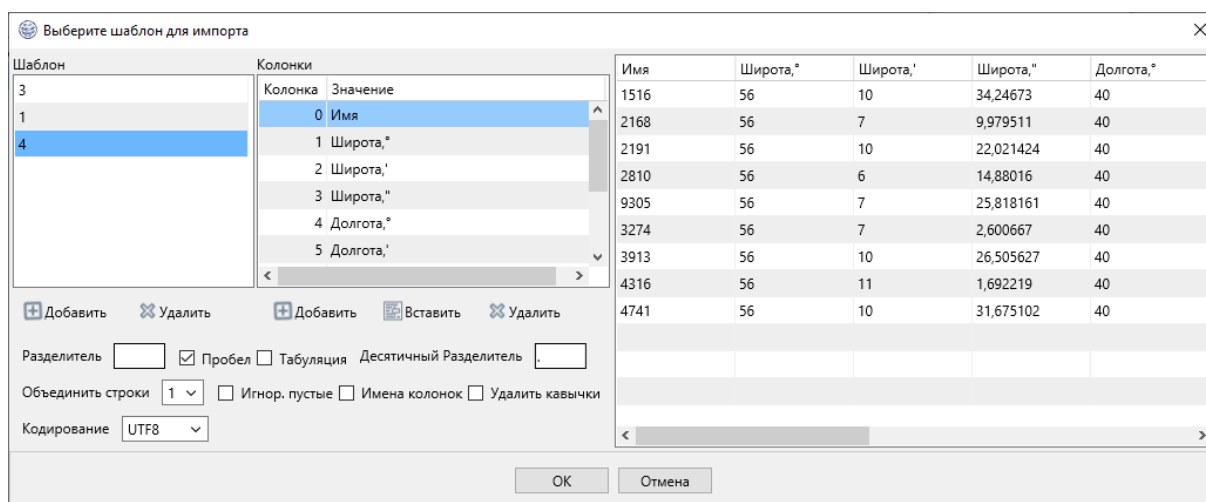 Выберите шаблон для импорта
Шаблон
3
1
4
Добавить Удалить
Колонки
Колонка Значение
0 Имя
1 Широта,°
2 Широта,'
3 Широта,"
4 Долгота,°
5 Долгота,'
Добавить Вставить Удалить
Разделитель Пробел Табуляция Десятичный Разделитель .
Объединить строки 1 Игнор. пустые Имена колонок Удалить кавычки
Кодирование UTF8
Имя Широта,° Широта,' Широта," Долгота,°
1516 56 10 34,24673 40
2168 56 7 9,979511 40
2191 56 10 22,021424 40
2810 56 6 14,88016 40
9305 56 7 25,818161 40
3274 56 7 2,600667 40
3913 56 10 26,505627 40
4316 56 11 1,692219 40
4741 56 10 31,675102 40
OK Отмена